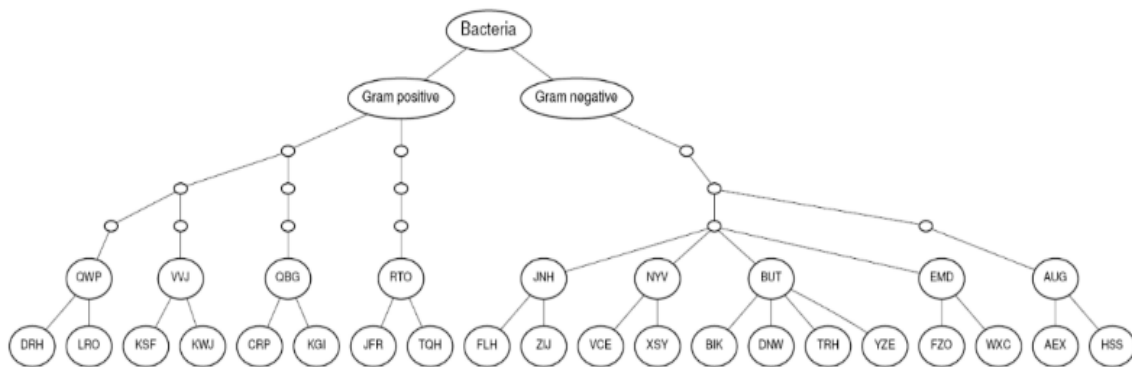 Bacteria
Gram positive Gram negative
QWP VVJ QBG RTO JNH NYV BUT EMD AUG
DRH LRO KSF KWJ CRP KGI JFR TQH FLH ZIJ VCE XSY BIK DNW TRH YZE FZO WXC AEX HSS